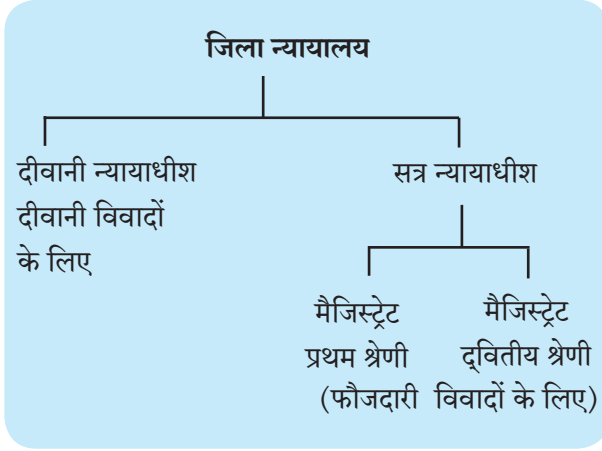 जिला न्यायालय
दीवानी न्यायाधीश
दीवानी विवादों
के लिए
सत्र न्यायाधीश
मैजिस्ट्रेट
प्रथम श्रेणी
मैजिस्ट्रेट
द्‌वितीय श्रेणी
(फौजदारी विवादों के लिए)